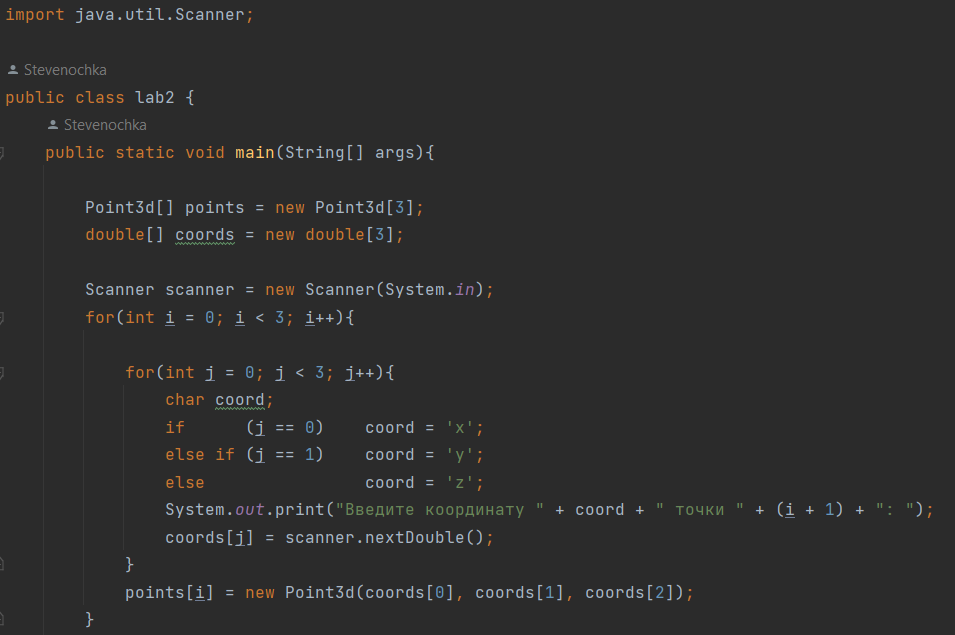 import java.util.Scanner;
Stevenochka
public class lab2 {
Stevenochka
public static void main(String[] args){
Point3d[] points = new Point3d[3];
double[] coords = new double[3];
Scanner scanner = new Scanner(System.in);
for(int i = 0; i < 3; i++){
for(int j = 0; j < 3; j++){
char coord;
if (j == 0) coord = 'x';
else if (j == 1) coord = 'y';
else coord = 'z';
System.out.print("Введите координату " + coord + " точки " + (i + 1) + ": ");
coords[j] = scanner.nextDouble();
}
points[i] = new Point3d(coords[0], coords[1], coords[2]);
}